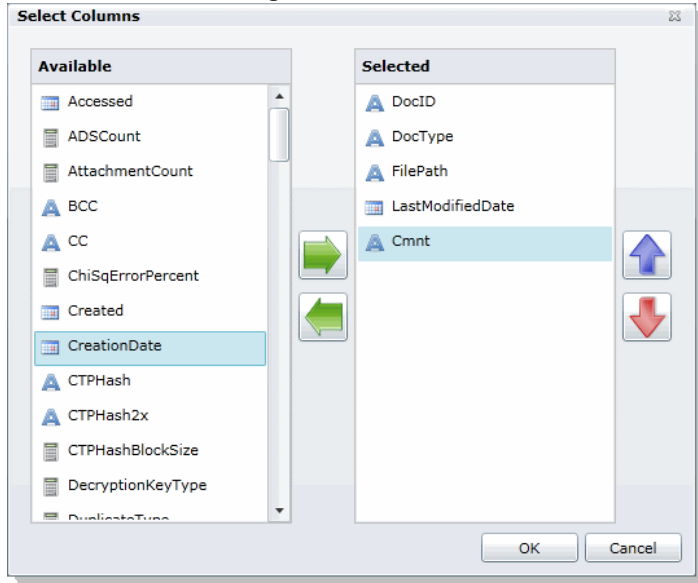 Select Columns
Available
Accessed
ADSCount
AttachmentCount
BCC
CC
ChiSqErrorPercent
Created
CreationDate
CTPHash
CTPHash2x
CTPHashBlockSize
DecryptionKeyType
DuplicateType
Selected
DocID
DocType
FilePath
LastModifiedDate
Cmnt
OK
Cancel